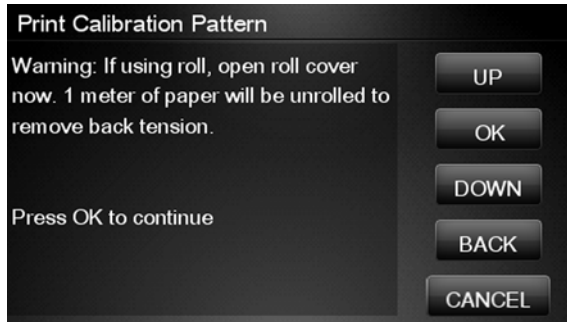 Print Calibration Pattern
Warning: If using roll, open roll cover
now. 1 meter of paper will be unrolled to
remove back tension.
Press OK to continue
UP
OK
DOWN
BACK
CANCEL